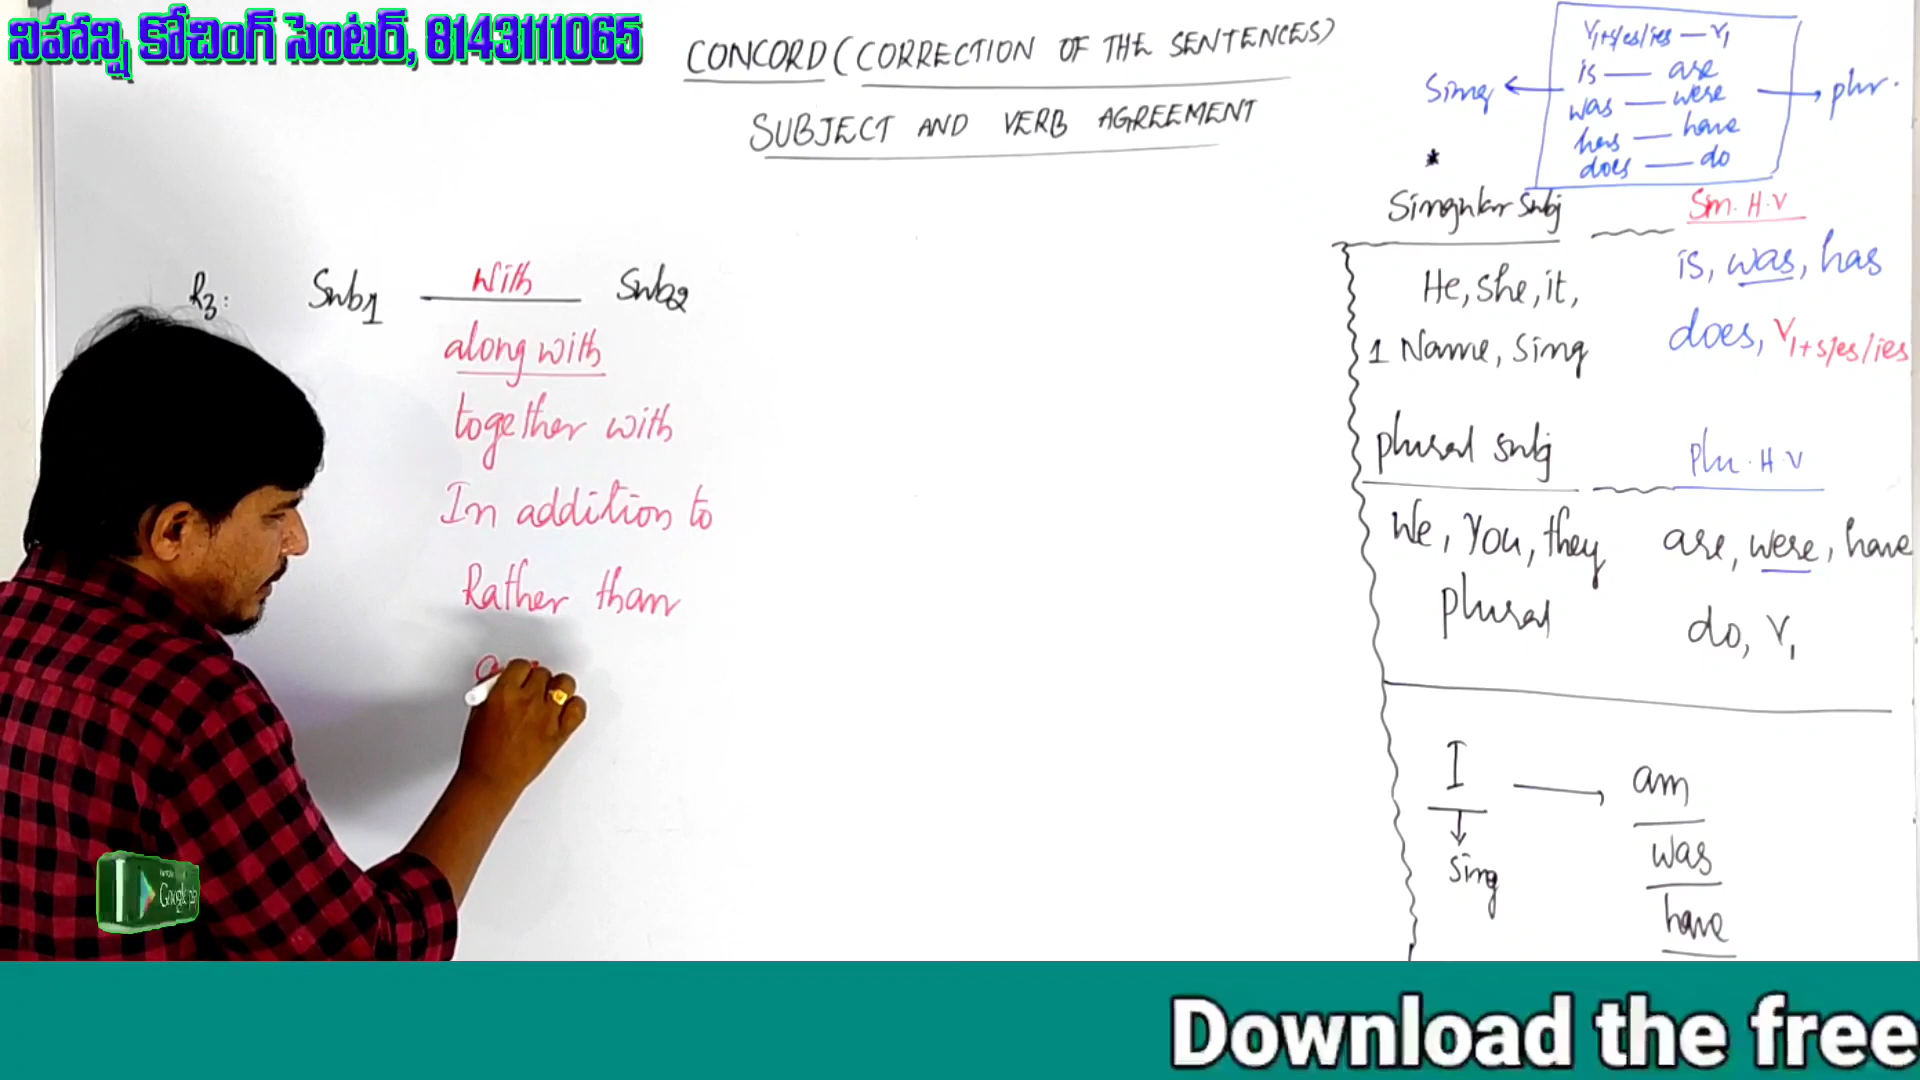 నిహాన్ని కోచింగ్ సెంటర్, 8143111065
CONCORD (CORRECTION OF THE SENTENCES)
SUBJECT AND VERB AGREEMENT
V1+s/es/ies — V1
is — are
was — were
has — have
does — do
Sing
plu.
*
R3: Sub1 with Sub2
along with
together with
In addition to
Rather than
Singular Subj Sin. H.V
He, She, it, is, was, has
1 Name, Sing does, V1+s/es/ies
plural subj Plu. H.V
We, You, they are, were, have
plural do, V1
I am
Sing was
have
Google
Download the free